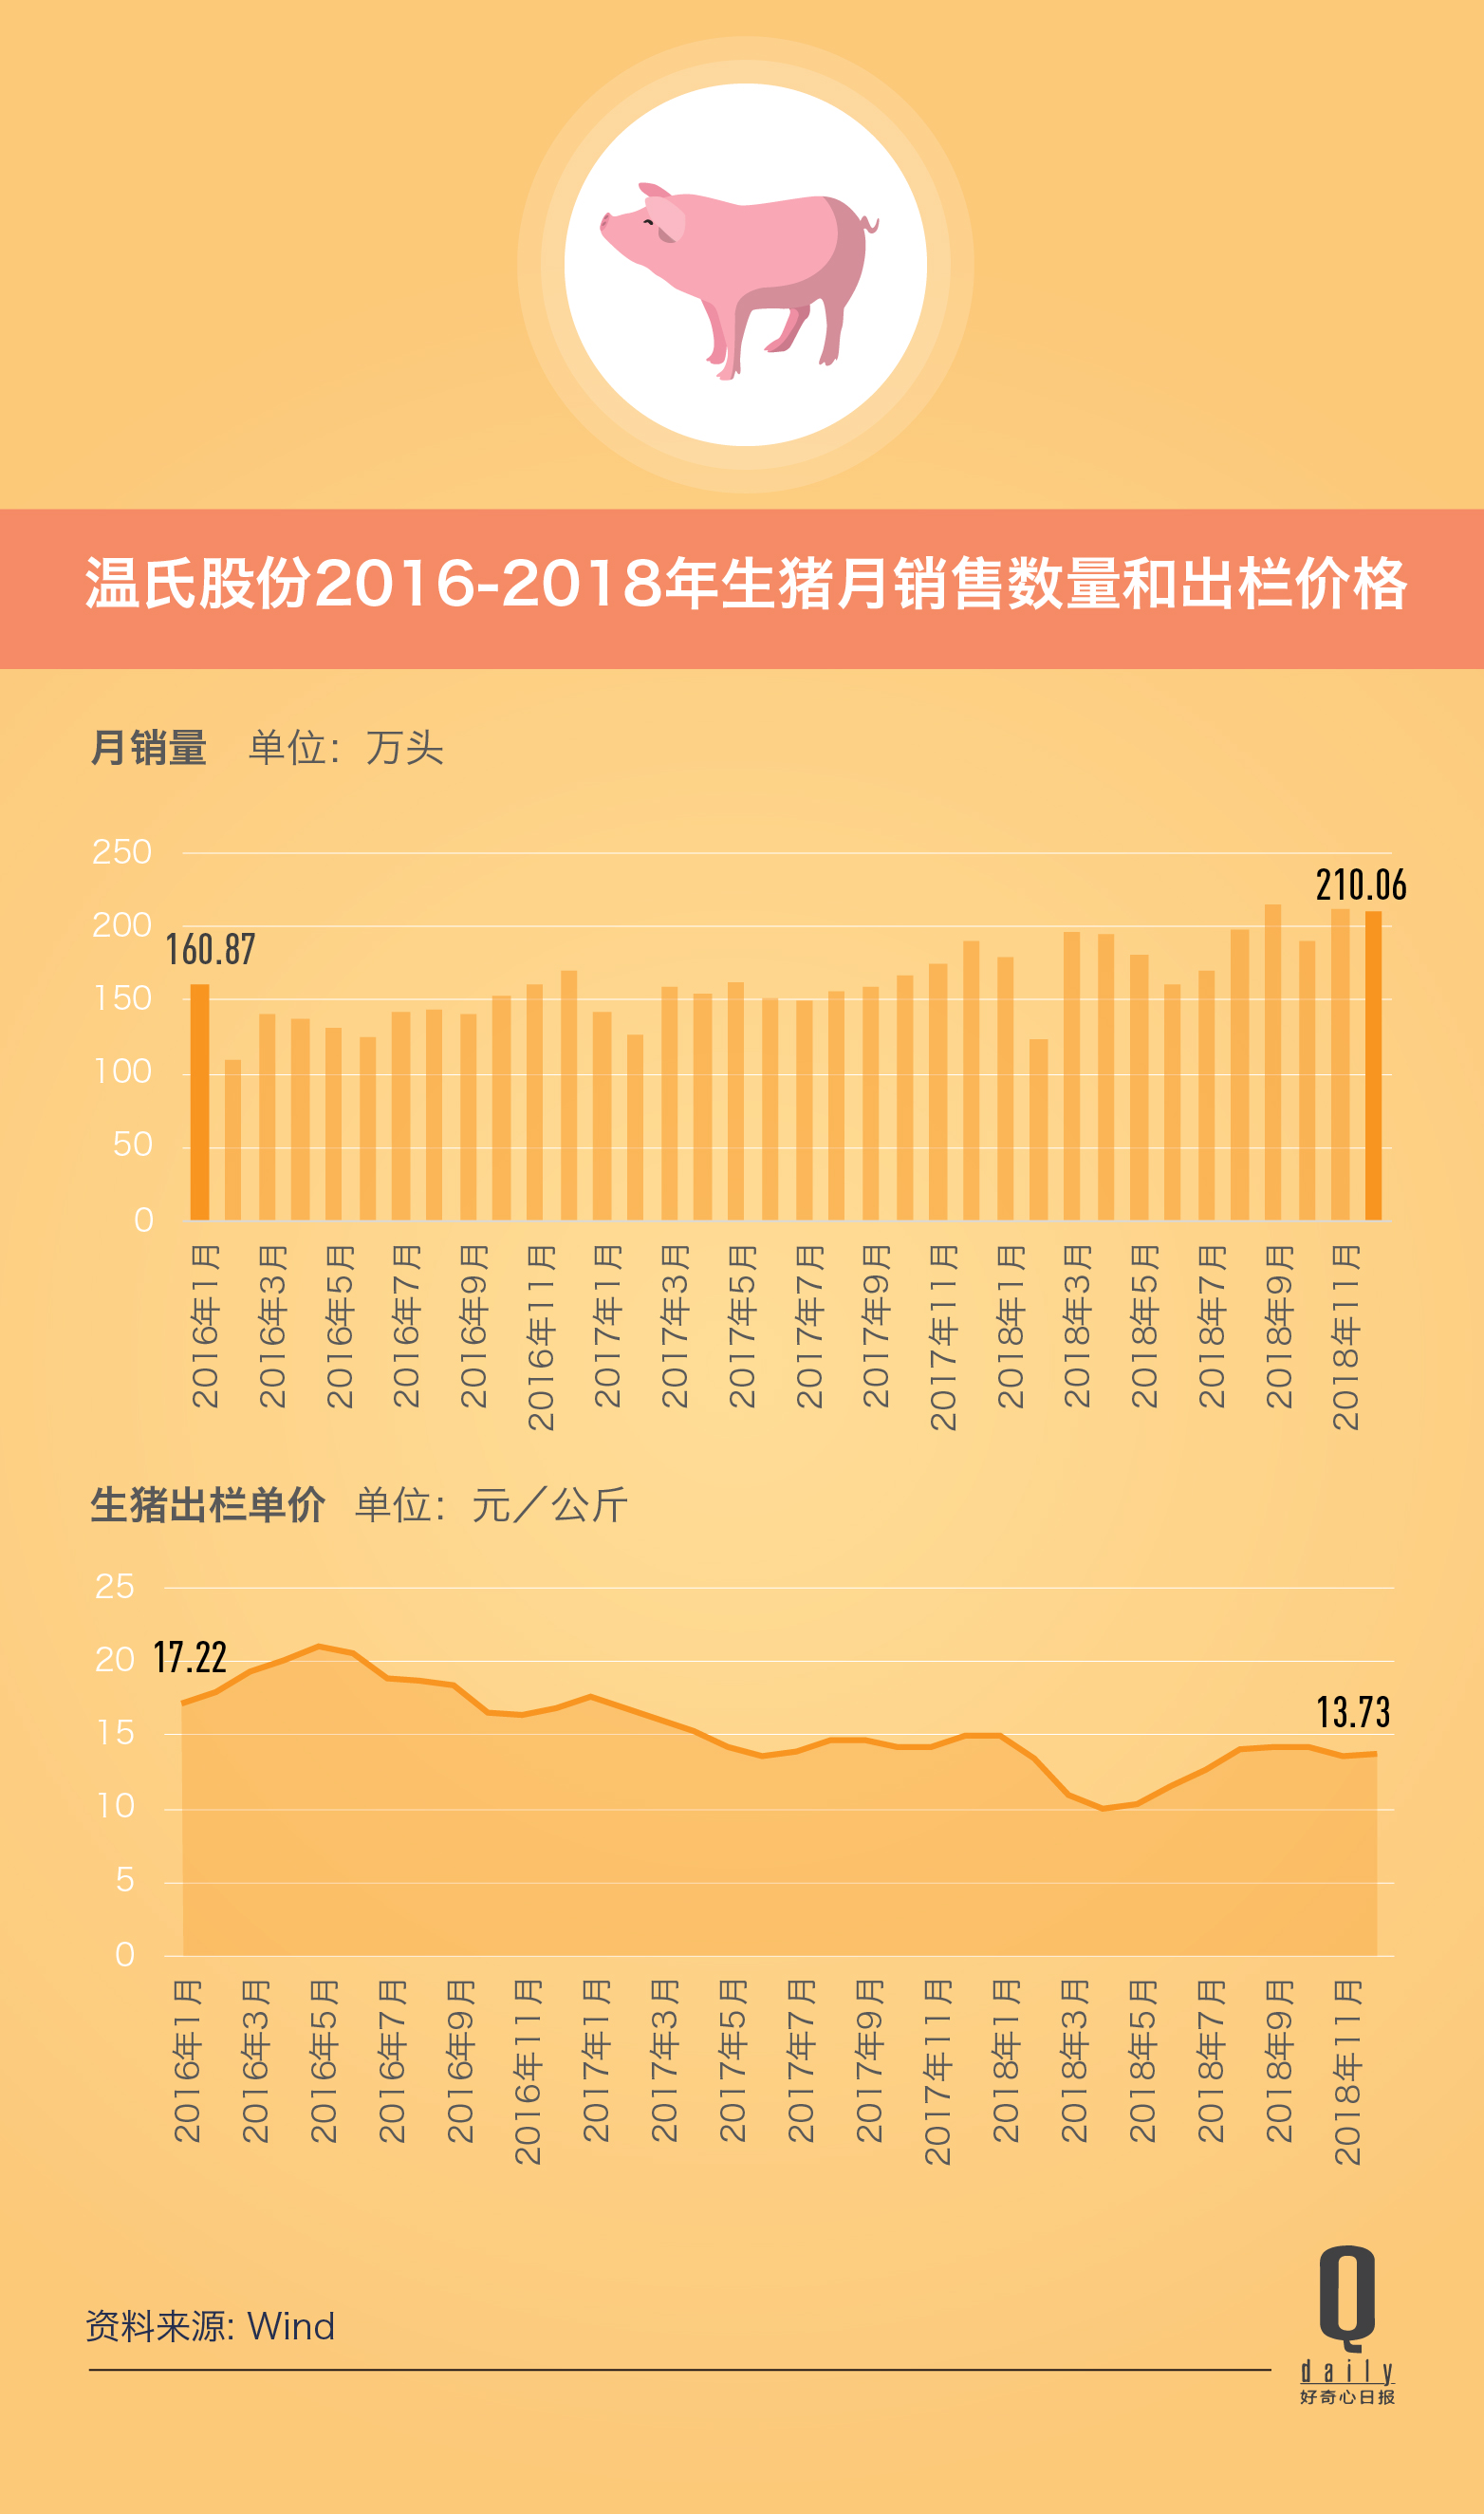 温氏股份2016-2018年生猪月销售数量和出栏价格
月销量 单位：万头
250
210.06
200
160.87
150
100
50
0
2016年1月
2016年3月
2016年5月
2016年7月
2016年9月
2016年11月
2017年1月
2017年3月
2017年5月
2017年7月
2017年9月
2017年11月
2018年1月
2018年3月
2018年5月
2018年7月
2018年9月
2018年11月
生猪出栏单价 单位：元／公斤
25
20
17.22
13.73
15
10
5
0
2016年1月
2016年3月
2016年5月
2016年7月
2016年9月
2016年11月
2017年1月
2017年3月
2017年5月
2017年7月
2017年9月
2017年11月
2018年1月
2018年3月
2018年5月
2018年7月
2018年9月
2018年11月
资料来源: Wind
Q
daily
好奇心日报